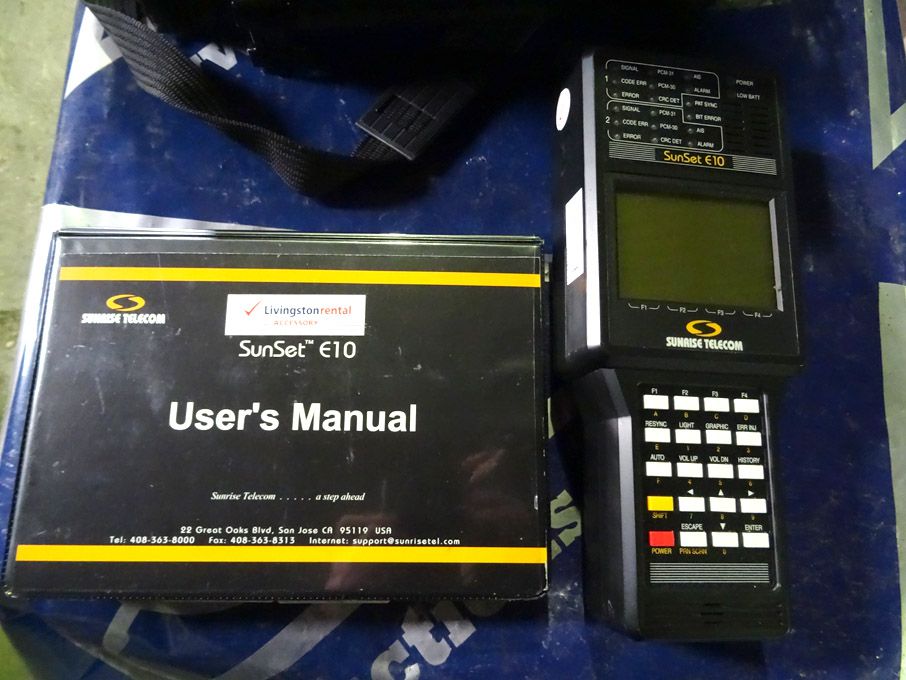 SUNRISE TELECOM
Livingstonrental
ACCESSORY
SunSet™ E10
User's Manual
Sunrise Telecom . . . . . a step ahead
22 Great Oaks Blvd, San Jose CA 95119 USA
Tel: 408-363-8000 Fax: 408-363-8313 Internet: support@sunrisetel.com
SIGNAL PCM-31 AIS POWER
1 CODE ERR PCM-30 ALARM LOW BATT
ERROR CRC DET PAT SYNC
SIGNAL PCM-31 BIT ERROR
2 CODE ERR PCM-30 AIS
ERROR CRC DET ALARM
SunSet E10
F1 F2 F3 F4
SUNRISE TELECOM
F1 F2 F3 F4
A B C D
RESYNC LIGHT GRAPHIC ERR INJ
E 1 2 3
AUTO VOL UP VOL DN HISTORY
F 4 5 6
◄ ▲ ►
SHIFT 7 8 9
ESCAPE ▼ ENTER
POWER PRN SCRN 0
ctions